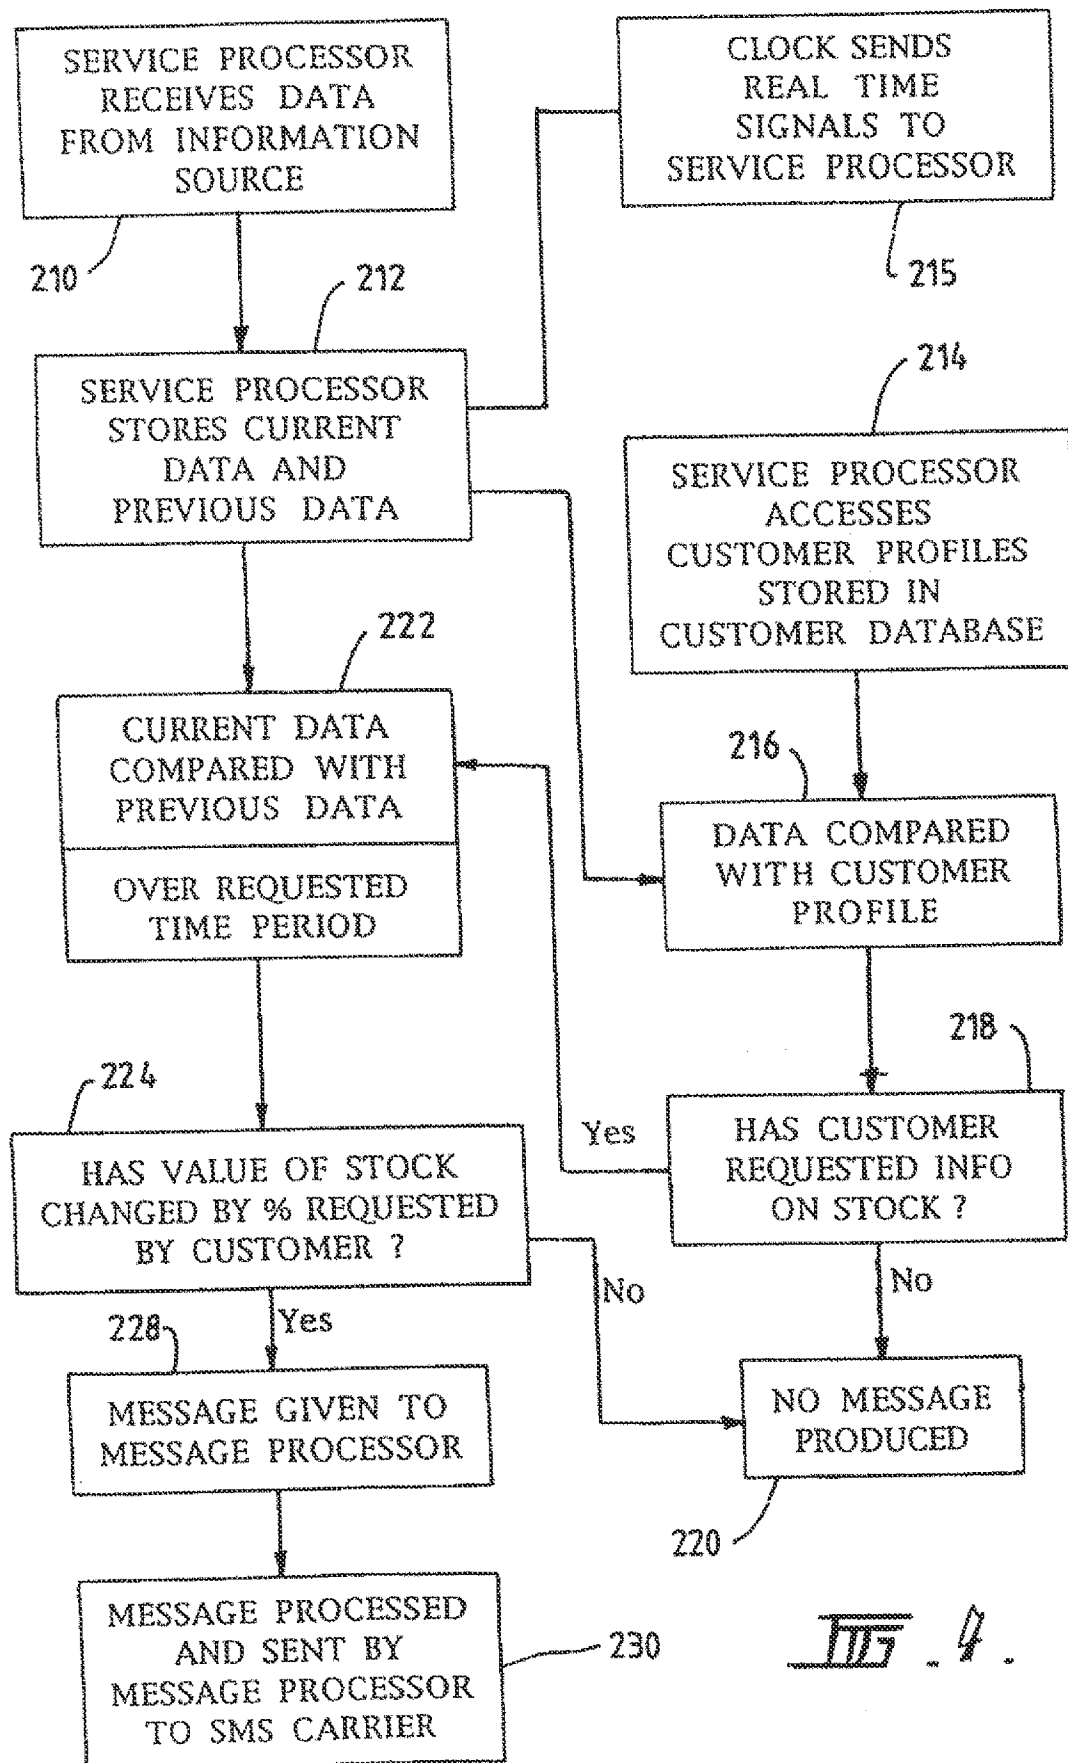 SERVICE PROCESSOR
RECEIVES DATA
FROM INFORMATION
SOURCE
210
CLOCK SENDS
REAL TIME
SIGNALS TO
SERVICE PROCESSOR
215
212
SERVICE PROCESSOR
STORES CURRENT
DATA AND
PREVIOUS DATA
214
SERVICE PROCESSOR
ACCESSES
CUSTOMER PROFILES
STORED IN
CUSTOMER DATABASE
222
CURRENT DATA
COMPARED WITH
PREVIOUS DATA
OVER REQUESTED
TIME PERIOD
216
DATA COMPARED
WITH CUSTOMER
PROFILE
218
HAS CUSTOMER
REQUESTED INFO
ON STOCK ?
Yes
No
224
HAS VALUE OF STOCK
CHANGED BY % REQUESTED
BY CUSTOMER ?
No
Yes
228
MESSAGE GIVEN TO
MESSAGE PROCESSOR
NO MESSAGE
PRODUCED
220
MESSAGE PROCESSED
AND SENT BY
MESSAGE PROCESSOR
TO SMS CARRIER
230
FIG. 4.